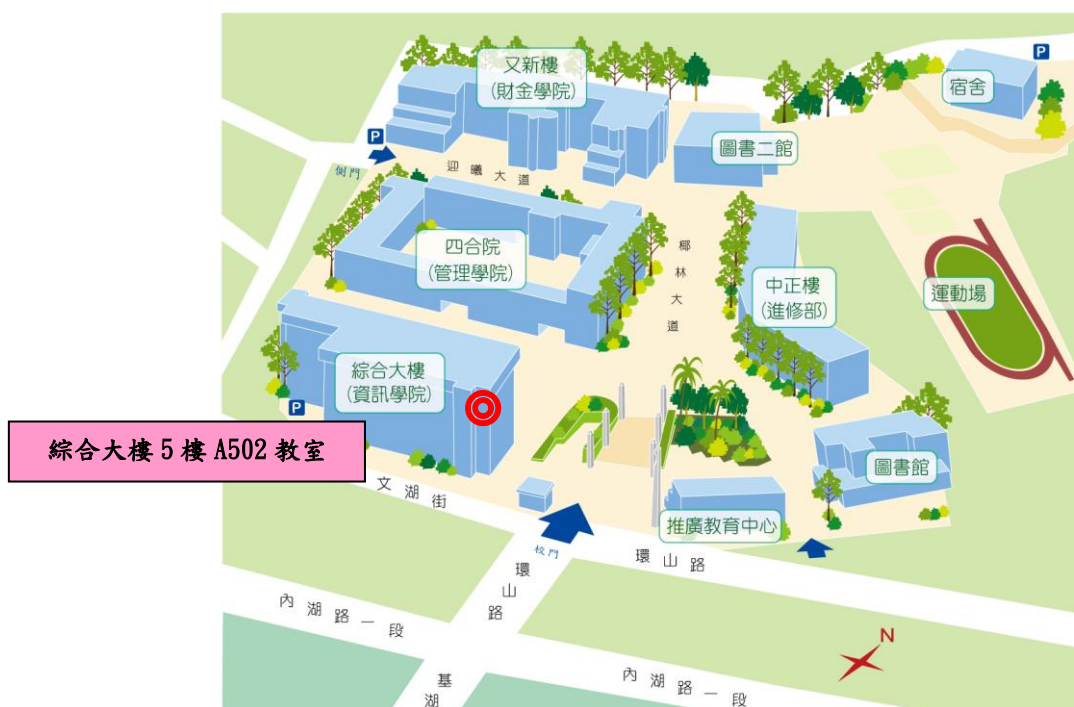 又新樓
(財金學院)
P
宿舍
P
圖書二館
側門
迎曦大道
四合院
(管理學院)
椰林大道
中正樓
(進修部)
運動場
綜合大樓
(資訊學院)
P
綜合大樓 5 樓 A502 教室
圖書館
文湖街
推廣教育中心
校門
環山路
環山路
內湖路一段
N
內湖路一段
基湖